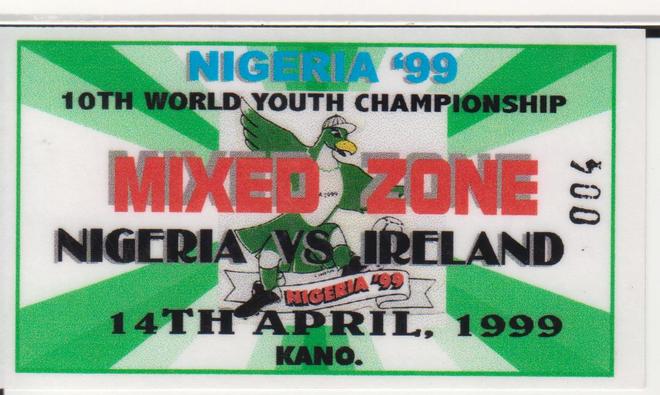 NIGERIA '99
10TH WORLD YOUTH CHAMPIONSHIP
MIXED ZONE
004
NIGERIA VS IRELAND
NIGERIA '99
14TH APRIL, 1999
KANO.